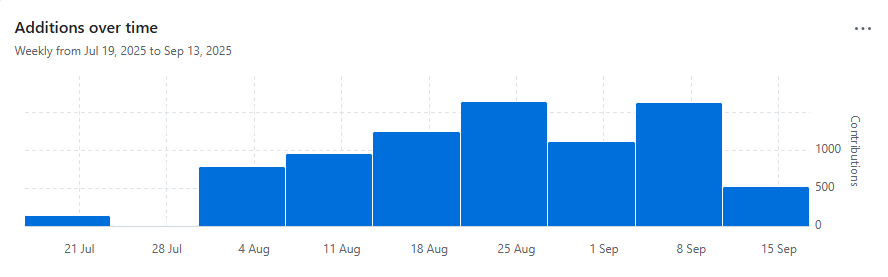 Additions over time
Weekly from Jul 19, 2025 to Sep 13, 2025
1000
500
0
Contributions
21 Jul 28 Jul 4 Aug 11 Aug 18 Aug 25 Aug 1 Sep 8 Sep 15 Sep